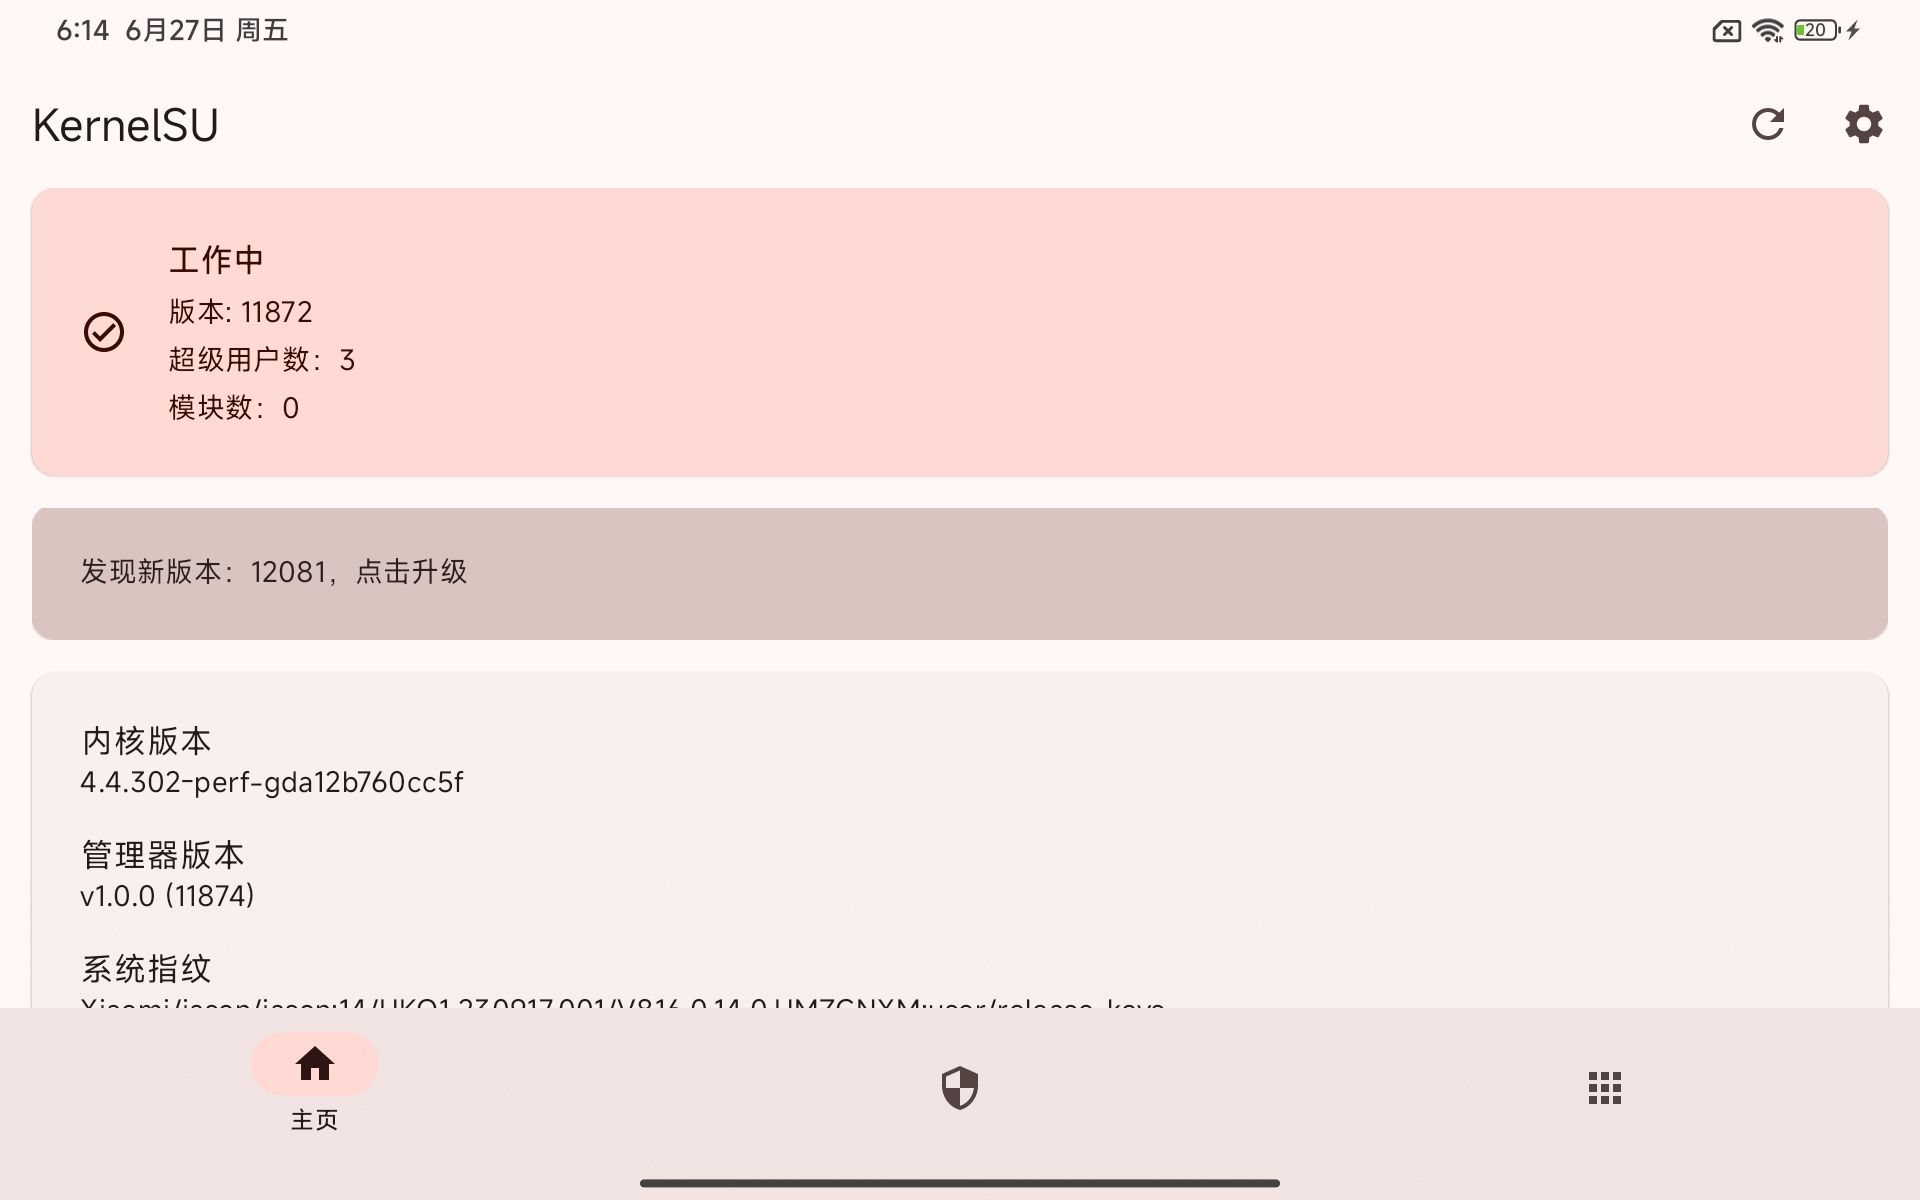 6:14 6月27日 周五
20
KernelSU
工作中
版本: 11872
超级用户数：3
模块数：0
发现新版本：12081，点击升级
内核版本
4.4.302-perf-gda12b760cc5f
管理器版本
v1.0.0 (11874)
系统指纹
主页